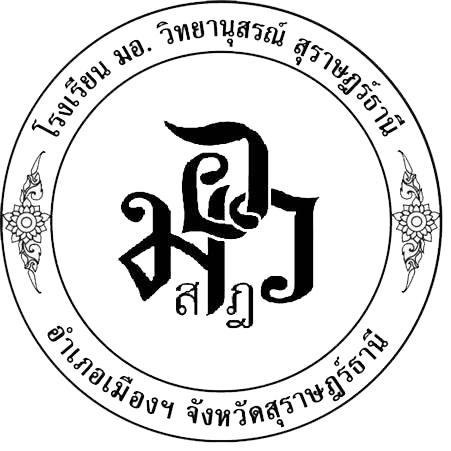 โรงเรียน มอ. วิทยานุสรณ์ สุราษฎร์ธานี
มอว
สฎ
อำเภอเมืองฯ จังหวัดสุราษฎร์ธานี